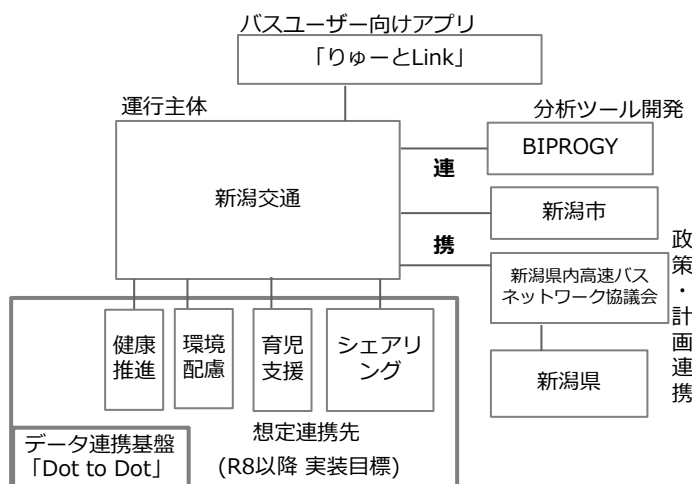 バスユーザー向けアプリ
「りゅーとLink」
運行主体
分析ツール開発
新潟交通
連
携
BIPROGY
新潟市
新潟県内高速バス
ネットワーク協議会
新潟県
政策・計画連携
健康
推進
環境
配慮
育児
支援
シェアリ
ング
想定連携先
(R8以降 実装目標)
データ連携基盤
「Dot to Dot」